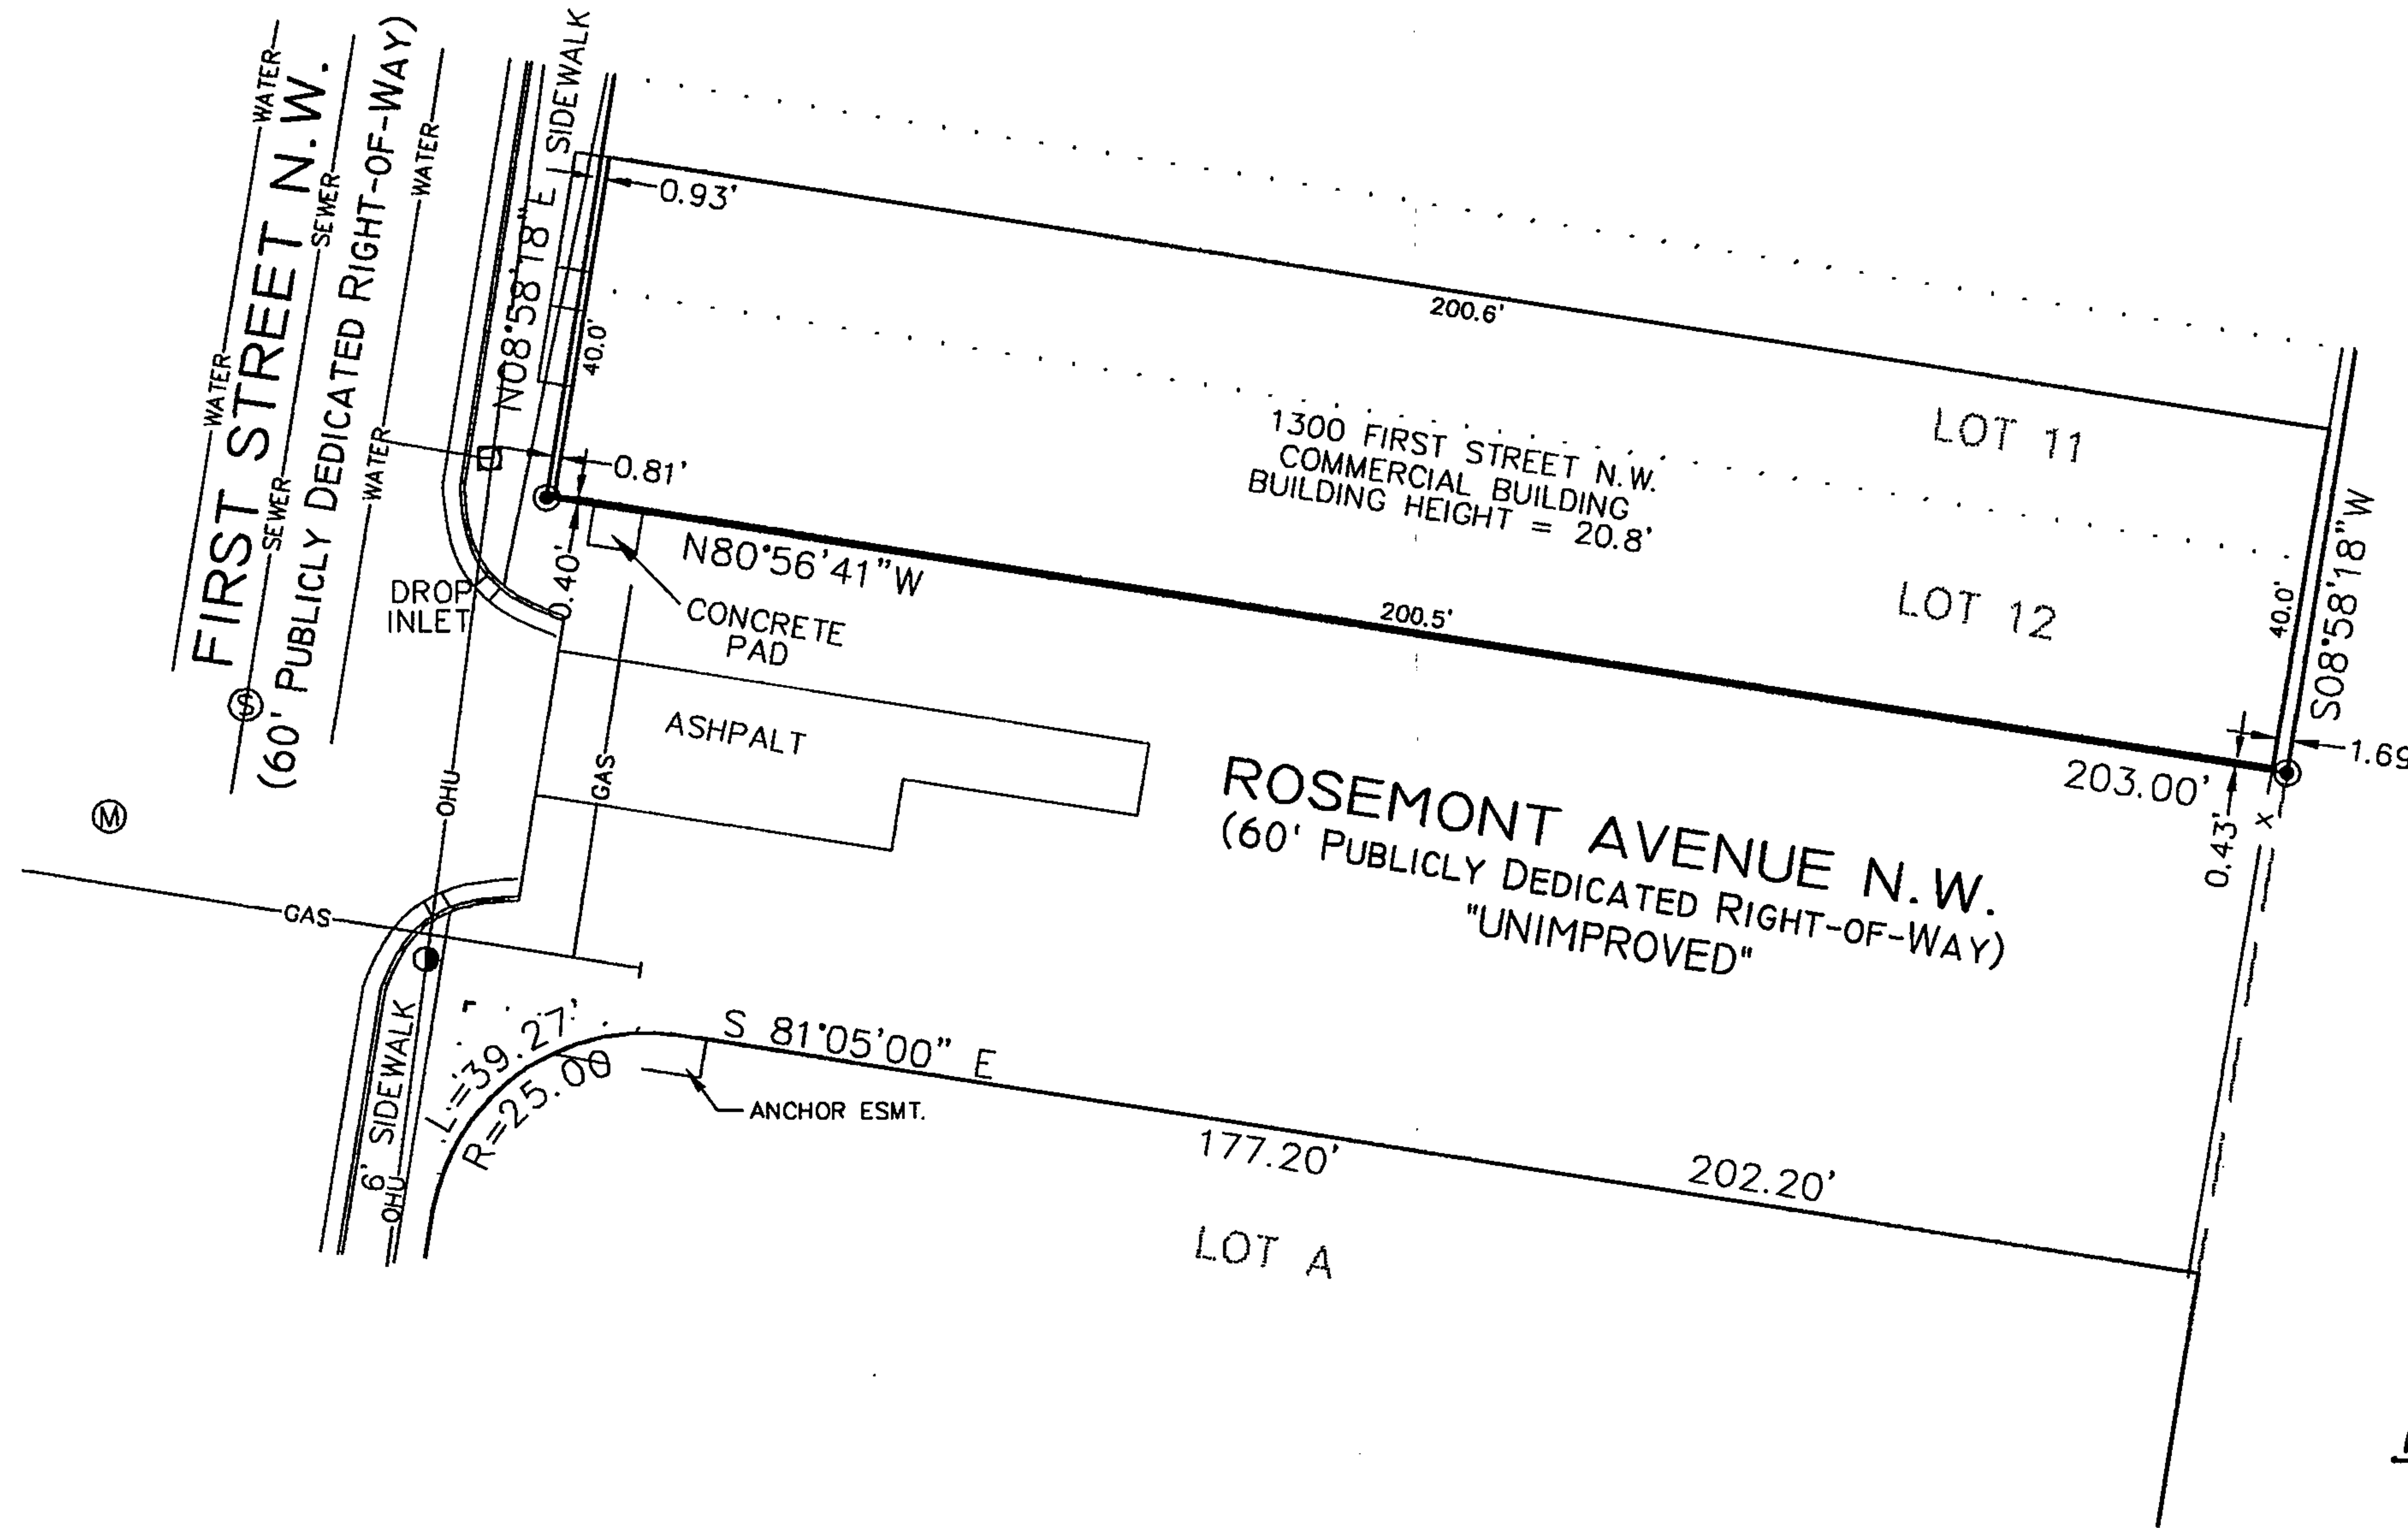 WATER
WATER
FIRST STREET N.W.
SEWER
SEWER
(60' PUBLICLY DEDICATED RIGHT-OF-WAY)
WATER
WATER
SIDEWALK
N08°58'18"E
0.93'
40.0'
200.6'
0.81'
0.40'
DROP
INLET
CONCRETE
PAD
N80°56'41"W
1300 FIRST STREET N.W.
COMMERCIAL BUILDING
BUILDING HEIGHT = 20.8'
LOT 11
LOT 12
200.5'
40.0'
S08°58'18"W
203.00'
1.69
0.43'
X
S
M
ASHPALT
OHU
GAS
GAS
ROSEMONT AVENUE N.W.
(60' PUBLICLY DEDICATED RIGHT-OF-WAY)
"UNIMPROVED"
6' SIDEWALK
OHU
L=39.27'
R=25.00
S 81°05'00" E
ANCHOR ESMT.
177.20'
202.20'
LOT A